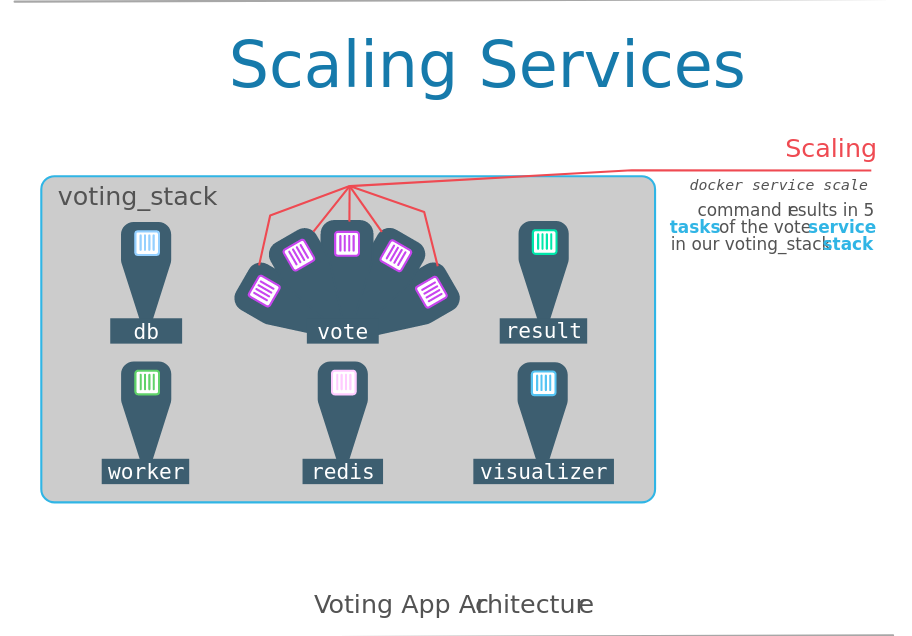 Scaling Services
Scaling
voting_stack
docker service scale
command results in 5
tasks of the vote service
in our voting_stack stack
db
vote
result
worker
redis
visualizer
Voting App Architecture